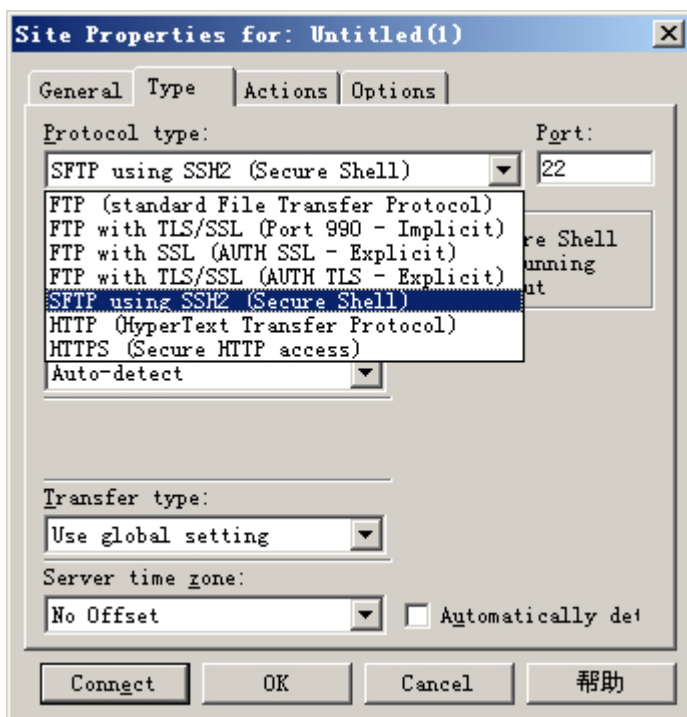 Site Properties for: Untitled(1)
General Type Actions Options
Protocol type: Port:
SFTP using SSH2 (Secure Shell) 22
FTP (standard File Transfer Protocol)
FTP with TLS/SSL (Port 990 - Implicit)
re Shell
FTP with SSL (AUTH SSL - Explicit)
unning
FTP with TLS/SSL (AUTH TLS - Explicit)
ut
SFTP using SSH2 (Secure Shell)
HTTP (HyperText Transfer Protocol)
HTTPS (Secure HTTP access)
Auto-detect
Transfer type:
Use global setting
Server time zone:
No Offset Automatically det
Connect OK Cancel 帮助